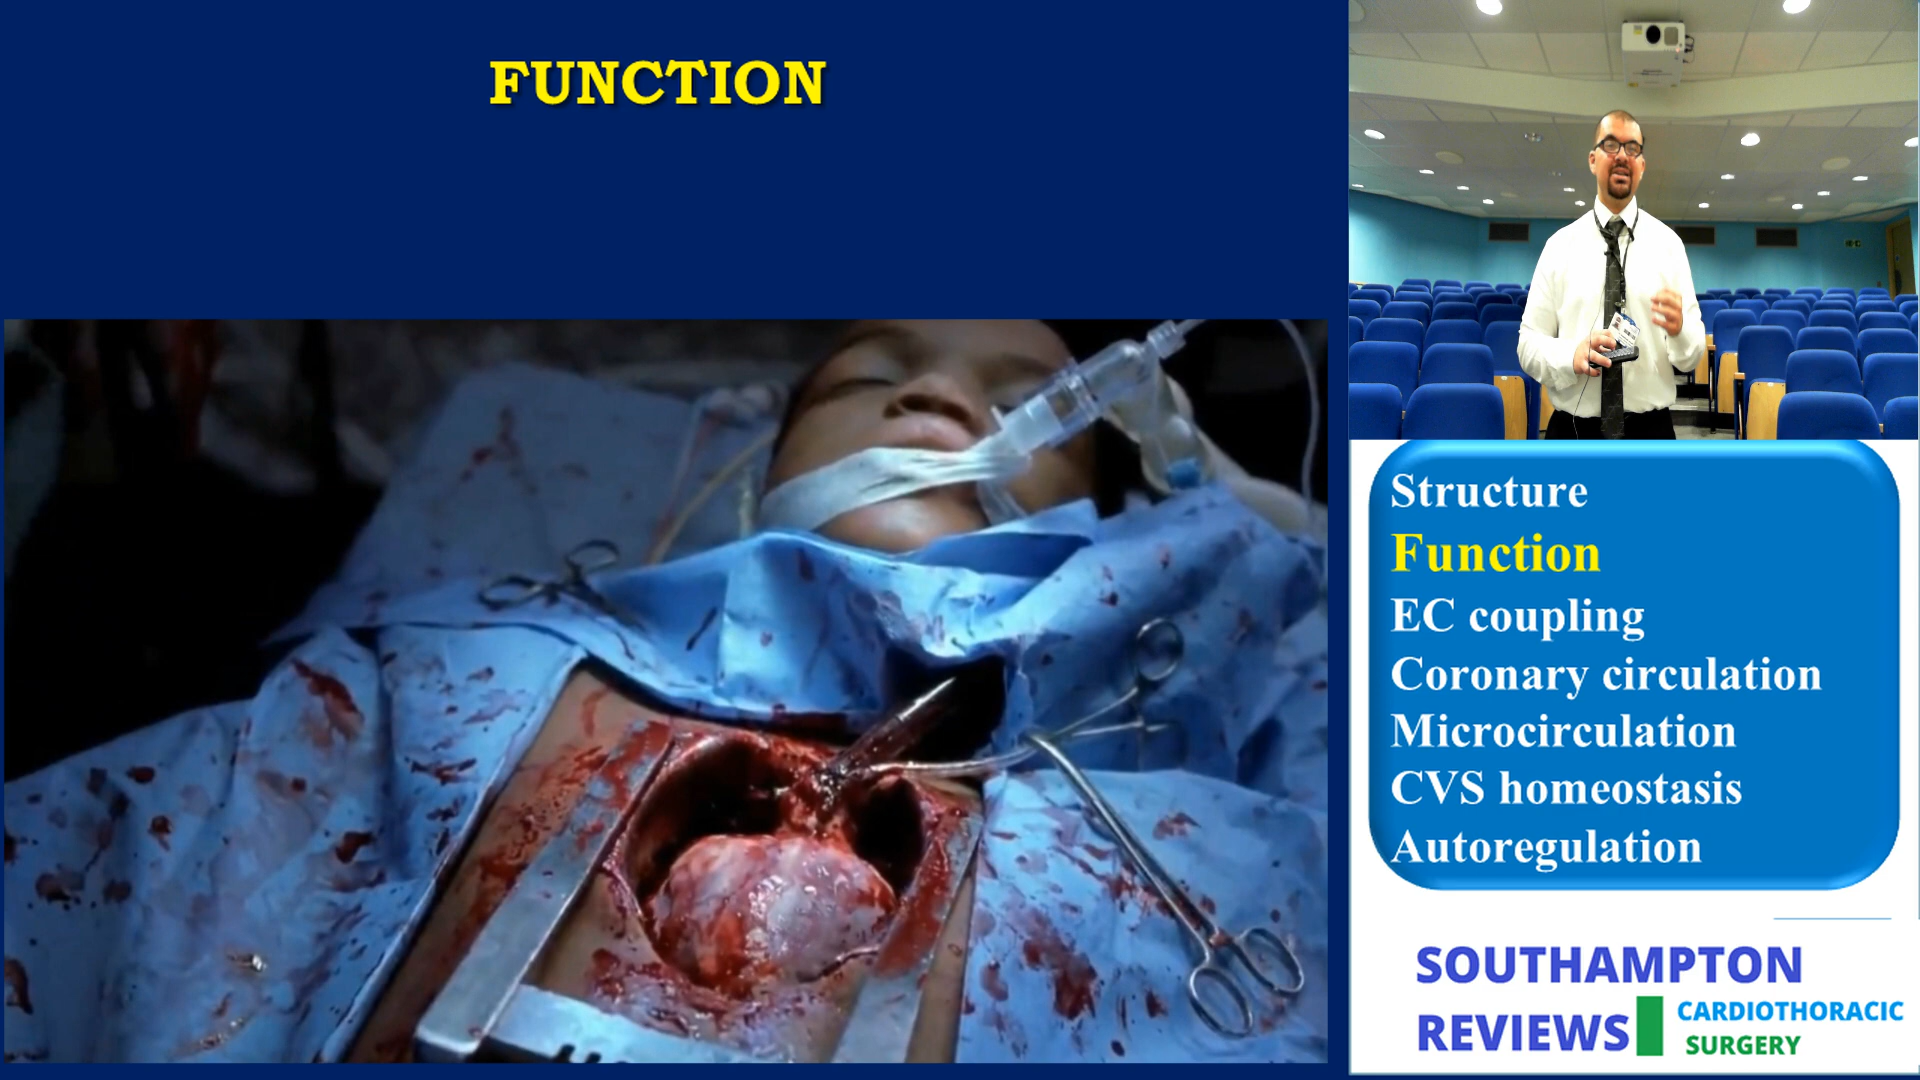 FUNCTION
Structure
Function
EC coupling
Coronary circulation
Microcirculation
CVS homeostasis
Autoregulation
SOUTHAMPTON
REVIEWS
CARDIOTHORACIC
SURGERY